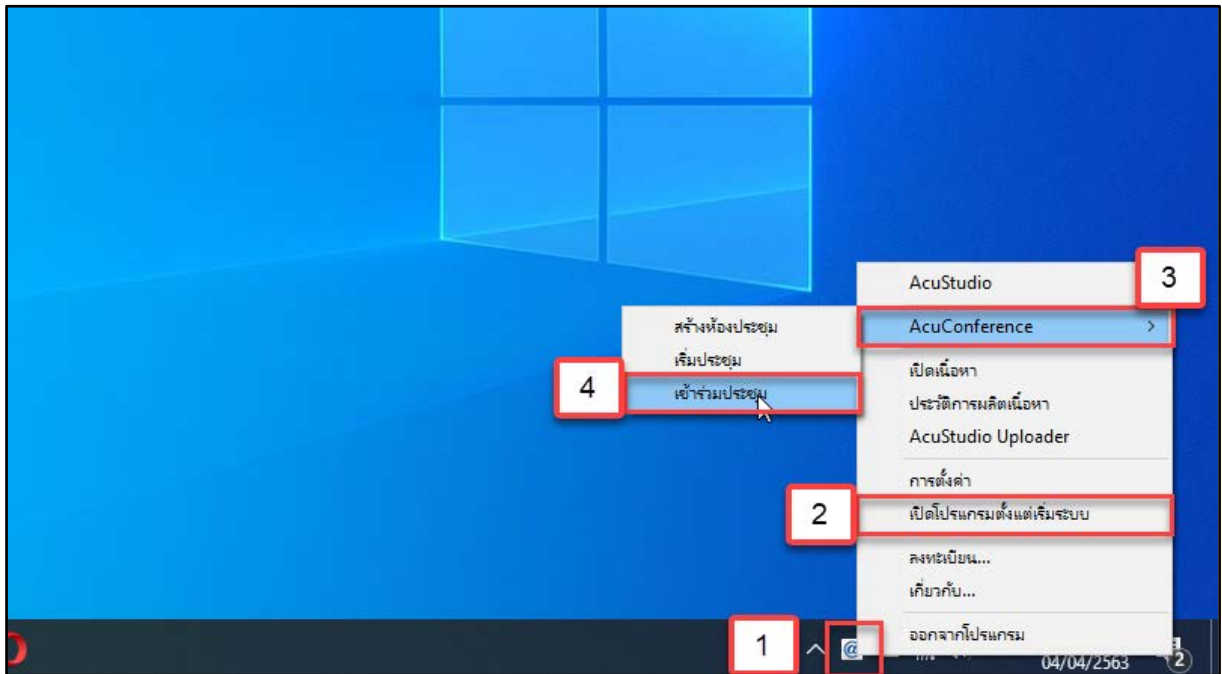 AcuStudio
3
AcuConference
สร้างห้องประชุม
เริ่มประชุม
4
เข้าร่วมประชุม
เปิดเนื้อหา
ประวัติการผลิตเนื้อหา
AcuStudio Uploader
การตั้งค่า
2
เปิดโปรแกรมตั้งแต่เริ่มระบบ
ลงทะเบียน...
เกี่ยวกับ...
ออกจากโปรแกรม
1
@
04/04/2563
2